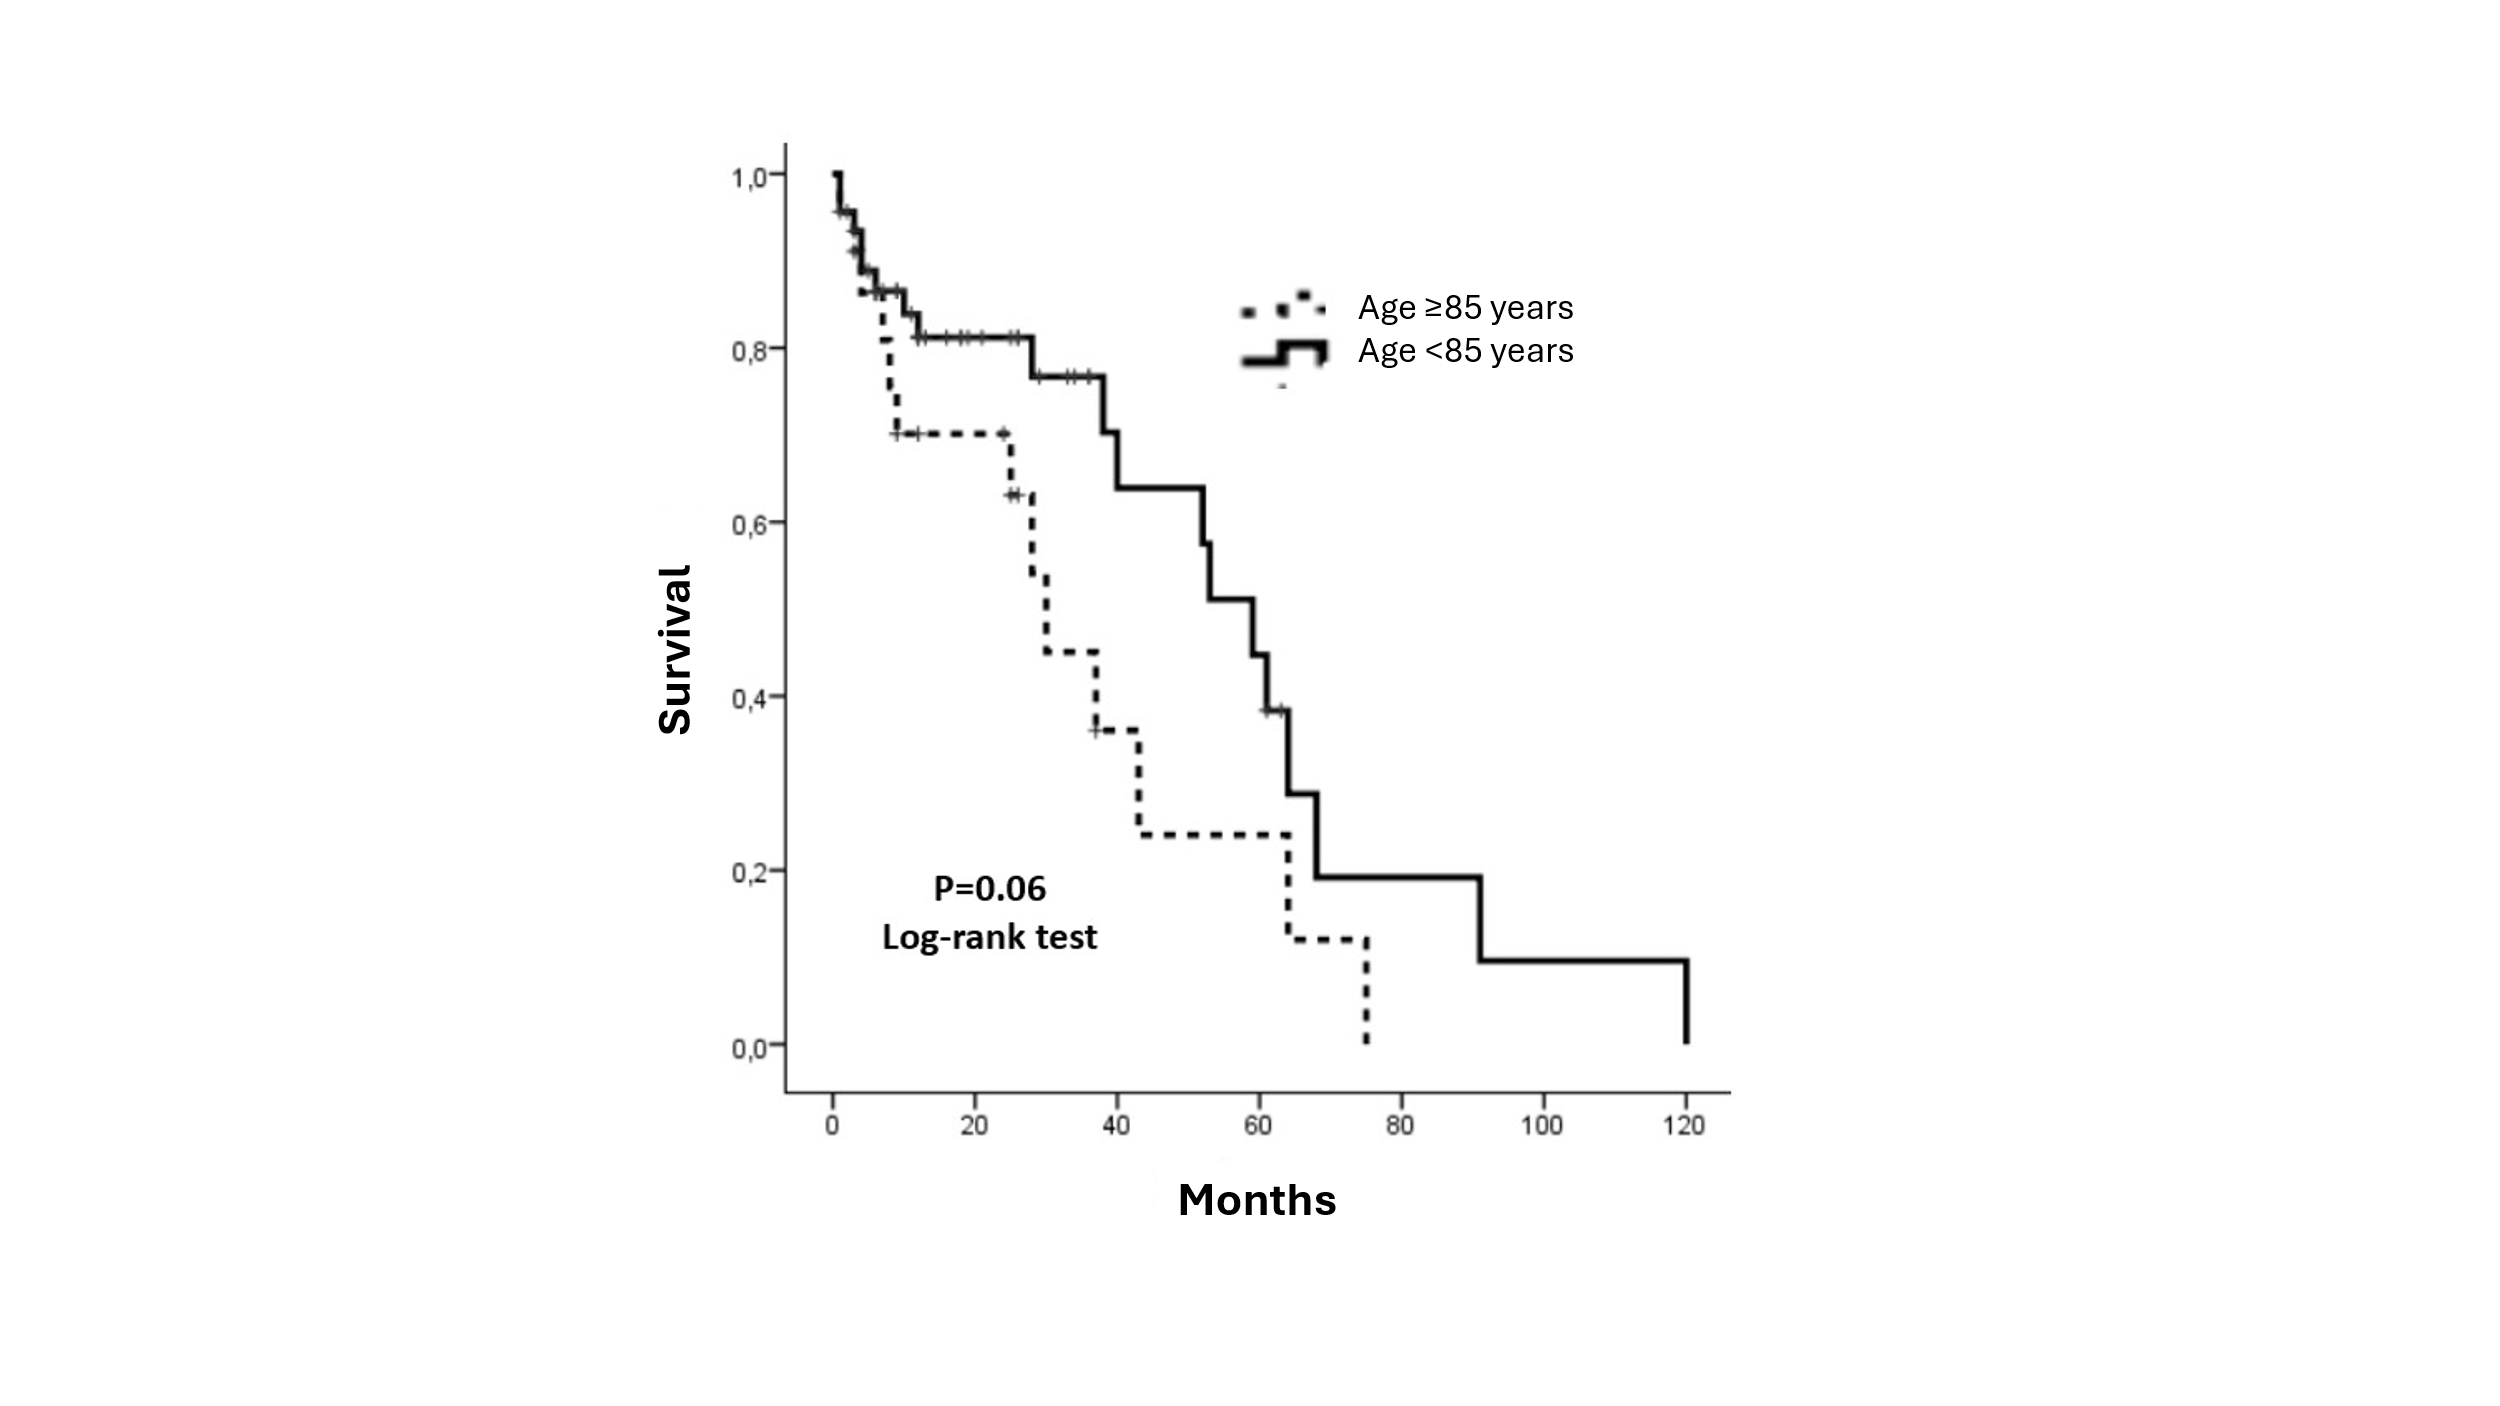 1,0
0,8
0,6
0,4
0,2
0,0
Survival
Age ≥85 years
Age <85 years
P=0.06
Log-rank test
0 20 40 60 80 100 120
Months